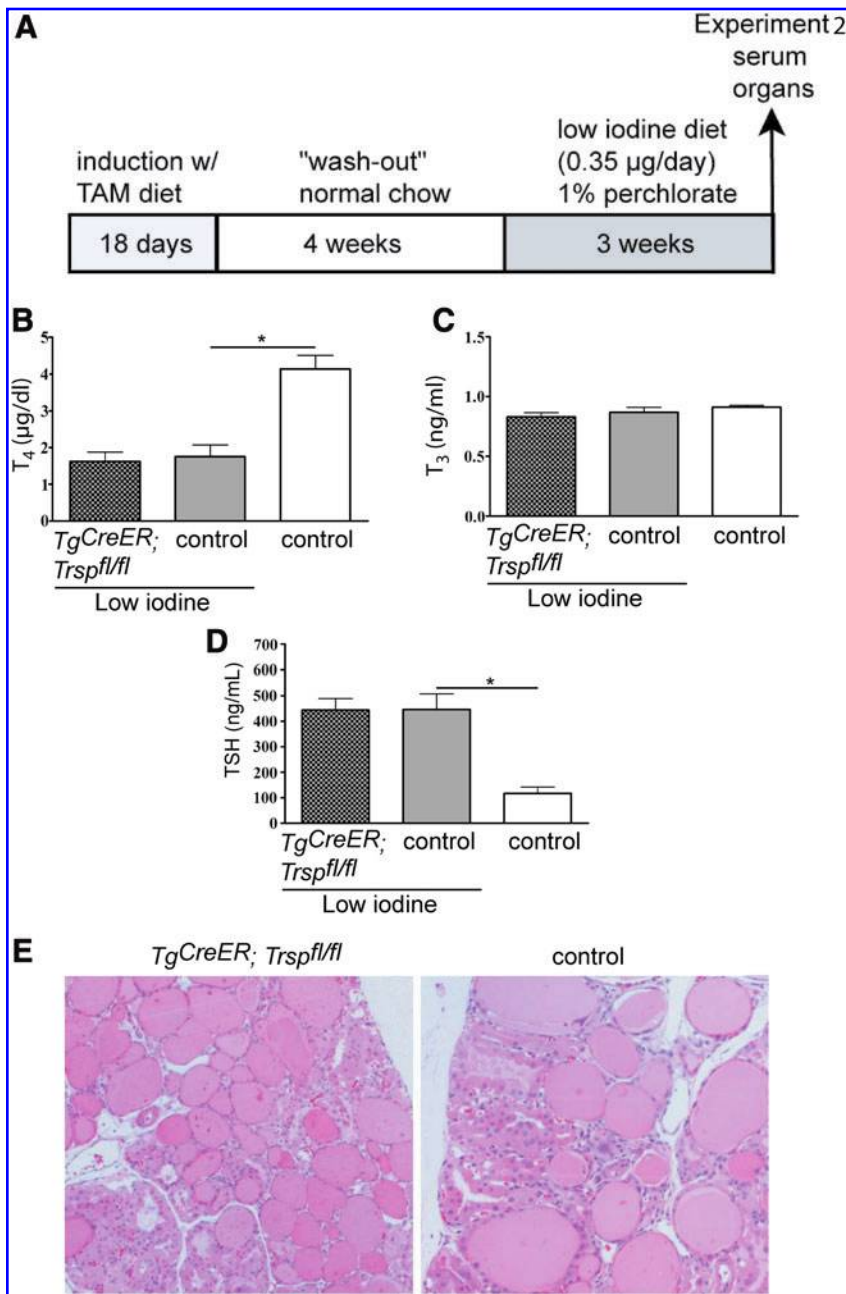 A
Experiment 2
serum
organs
induction w/
TAM diet
"wash-out"
normal chow
low iodine diet
(0.35 µg/day)
1% perchlorate
18 days
4 weeks
3 weeks
B
T4 (µg/dl)
5
4
3
2
1
0
*
TgCreER;
Trspfl/fl
control
control
Low iodine
C
T3 (ng/ml)
1.5
1.0
0.5
0.0
TgCreER;
Trspfl/fl
control
control
Low iodine
D
TSH (ng/mL)
700
600
500
400
300
200
100
0
*
TgCreER;
Trspfl/fl
control
control
Low iodine
E
TgCreER; Trspfl/fl
control